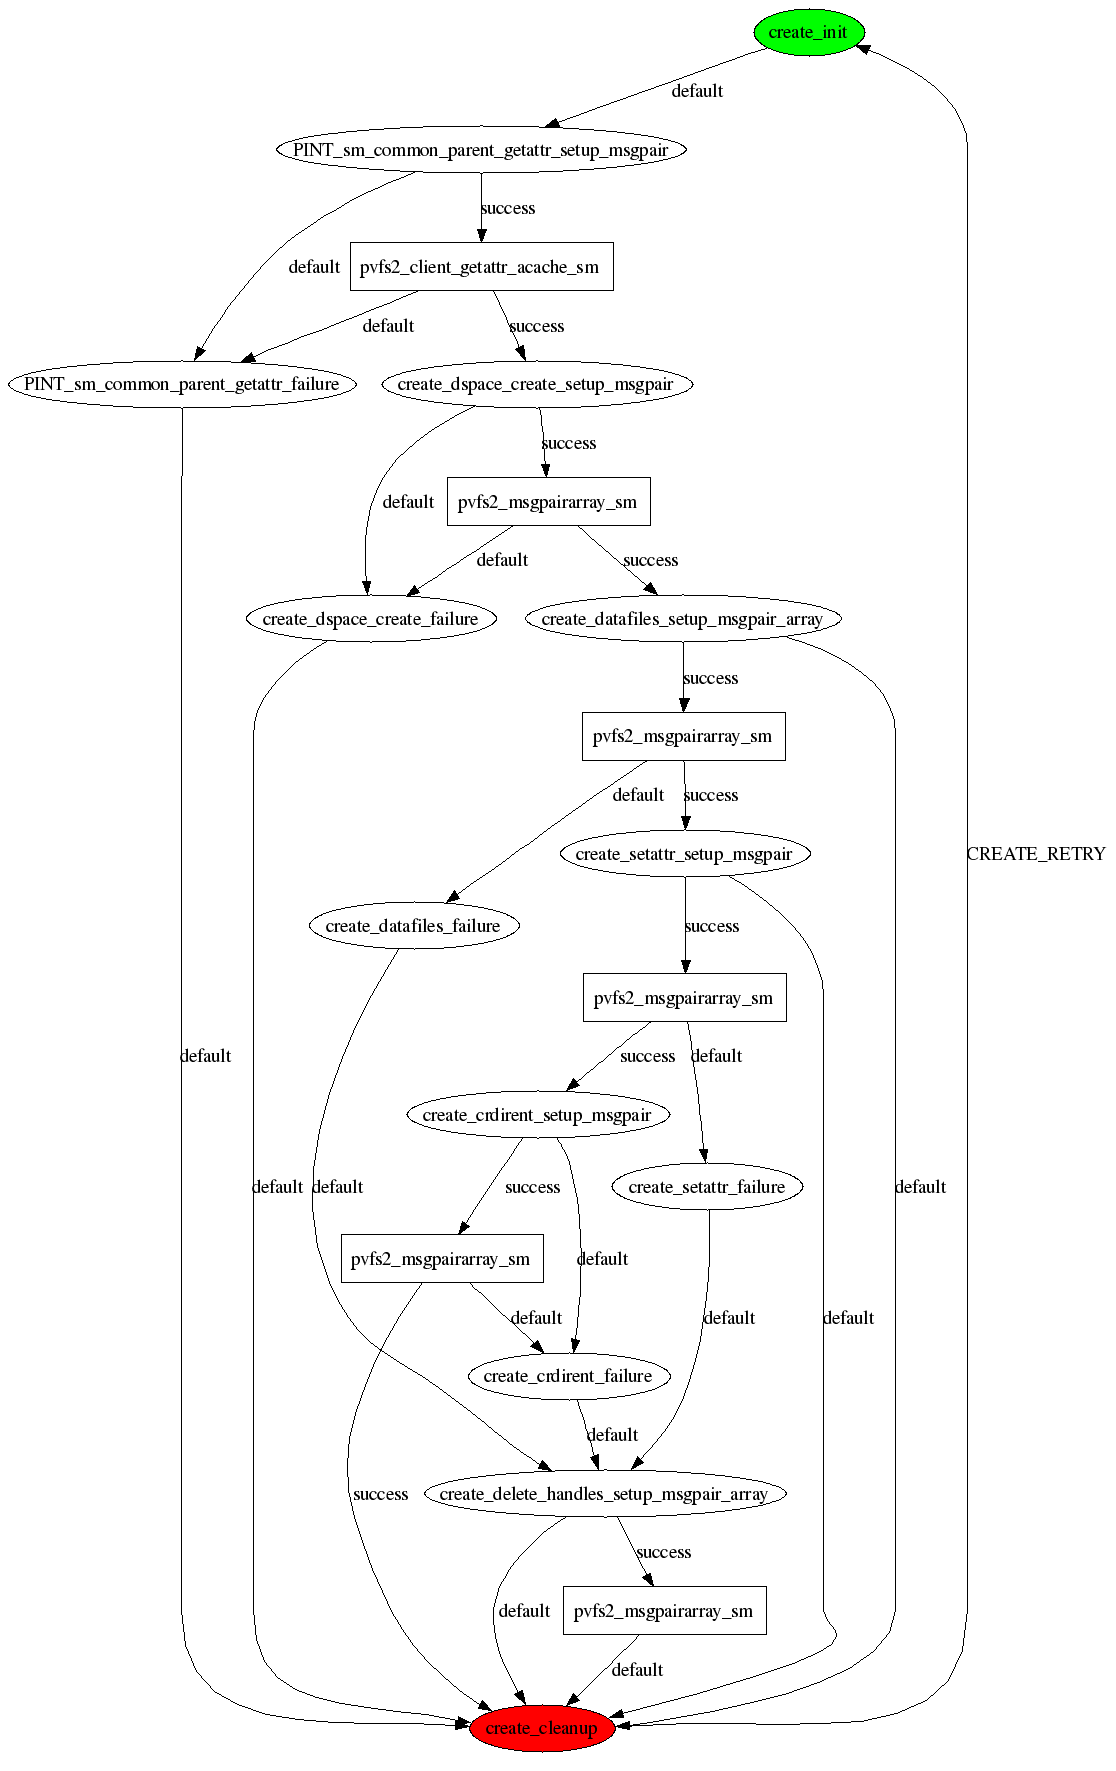 create_init
default
PINT_sm_common_parent_getattr_setup_msgpair
success
default
pvfs2_client_getattr_acache_sm
default
success
PINT_sm_common_parent_getattr_failure
create_dspace_create_setup_msgpair
success
default
pvfs2_msgpairarray_sm
default
success
create_dspace_create_failure
create_datafiles_setup_msgpair_array
success
pvfs2_msgpairarray_sm
default
success
create_setattr_setup_msgpair
CREATE_RETRY
create_datafiles_failure
success
pvfs2_msgpairarray_sm
default
success
default
create_crdirent_setup_msgpair
default
default
success
create_setattr_failure
default
pvfs2_msgpairarray_sm
default
default
default
default
create_crdirent_failure
default
success
create_delete_handles_setup_msgpair_array
success
default
pvfs2_msgpairarray_sm
default
create_cleanup